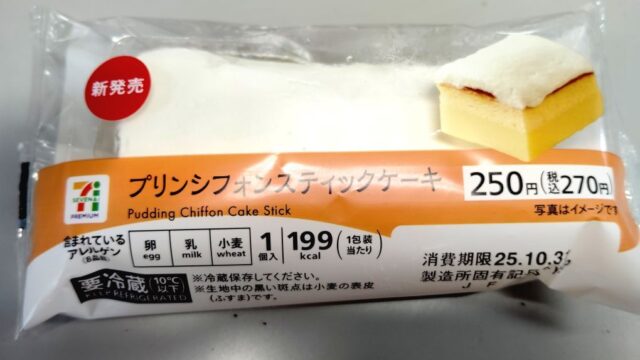 新発売
プリンシフォンスティックケーキ
Pudding Chiffon Cake Stick
250円(税込270円)
写真はイメージです
SEVEN&i
PREMIUM
含まれている
アレルゲン
(8品目)
卵 乳 小麦
egg milk wheat
1個入
199kcal
(1包装当たり)
要冷蔵 10℃以下
KEEP REFRIGERATED
※冷蔵保存してください。
※生地中の黒い斑点は小麦の表皮
(ふすま)です。
消費期限 25.10.3
製造所固有記号
J F